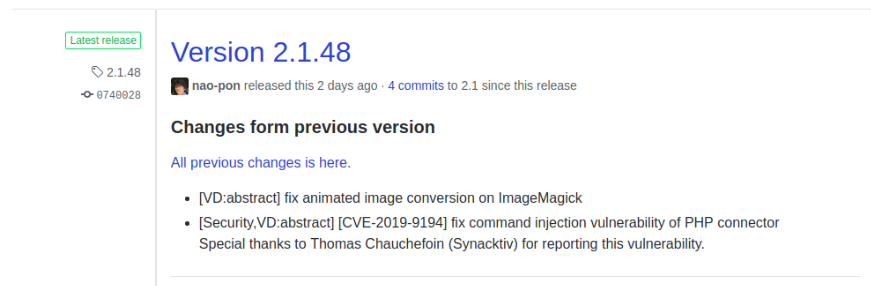 Latest release
2.1.48
0740028
Version 2.1.48
nao-pon released this 2 days ago · 4 commits to 2.1 since this release
Changes form previous version
All previous changes is here.
• [VD:abstract] fix animated image conversion on ImageMagick
• [Security,VD:abstract] [CVE-2019-9194] fix command injection vulnerability of PHP connector
Special thanks to Thomas Chauchefoin (Synacktiv) for reporting this vulnerability.